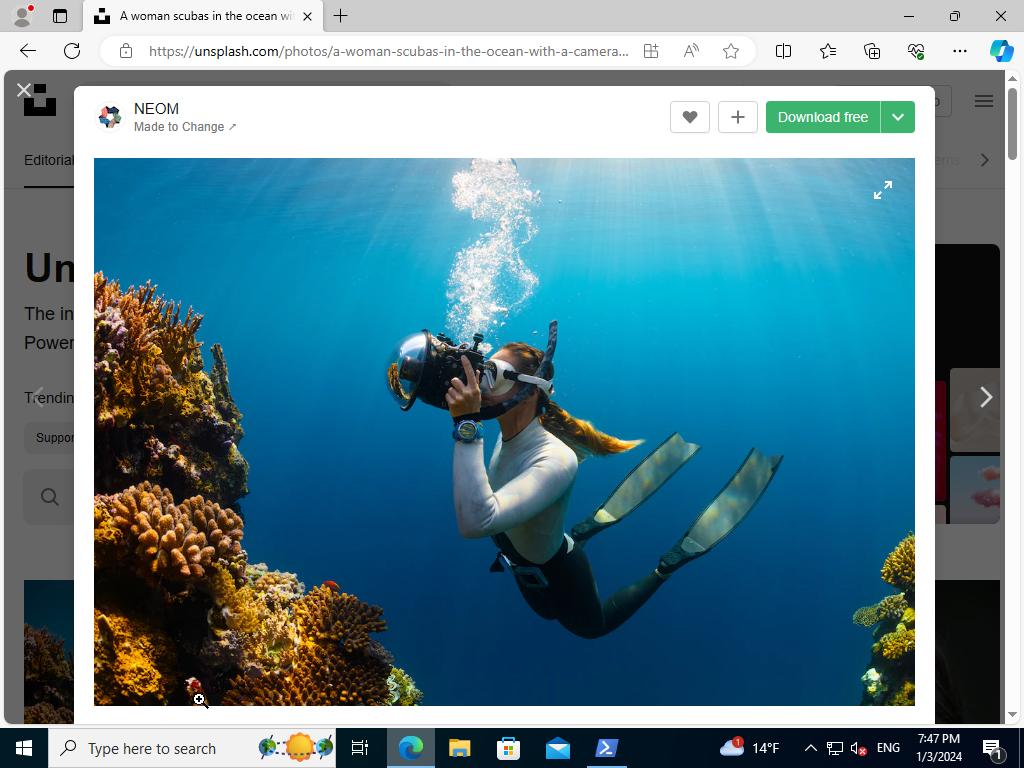 A woman scubas in the ocean wi
https://unsplash.com/photos/a-woman-scubas-in-the-ocean-with-a-camera...
NEOM
Made to Change ↗
Download free
Editorial
Un
The in
Power
Trendin
Suppor
Type here to search
1
14°F
ENG
7:47 PM
1/3/2024
1